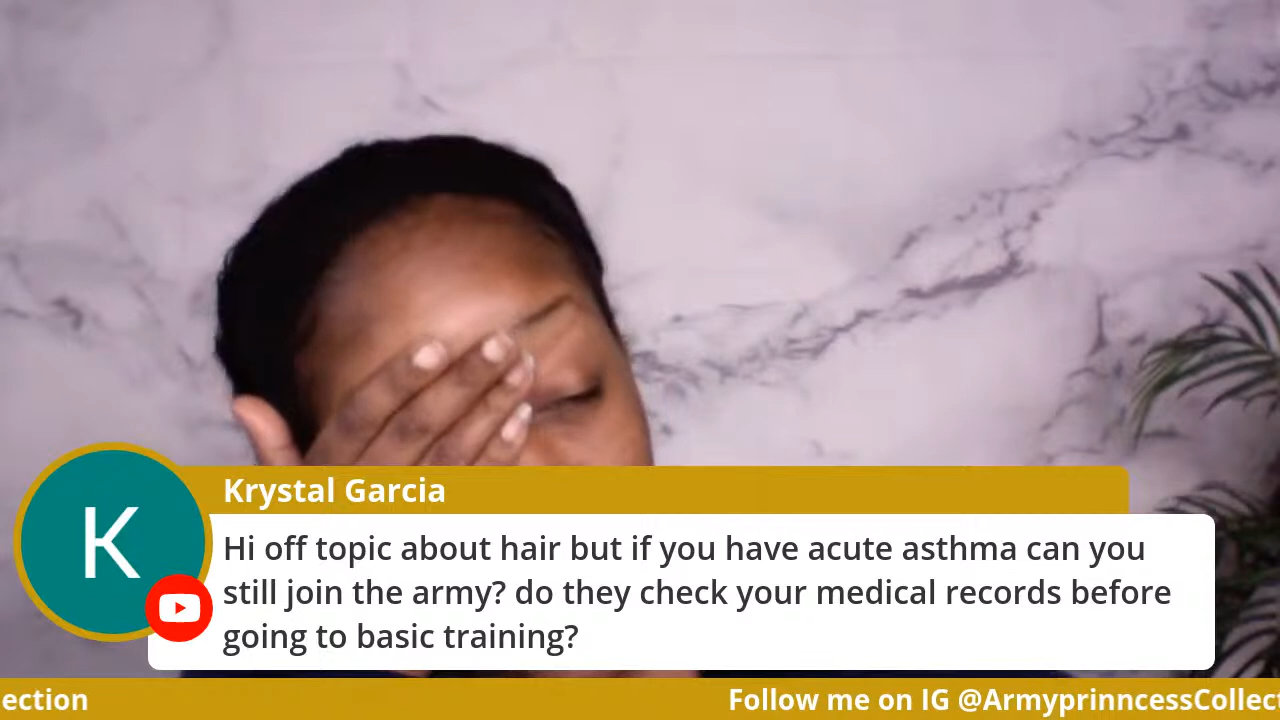 K
Krystal Garcia
Hi off topic about hair but if you have acute asthma can you
still join the army? do they check your medical records before
going to basic training?
ection
Follow me on IG @ArmyprinncessCollect